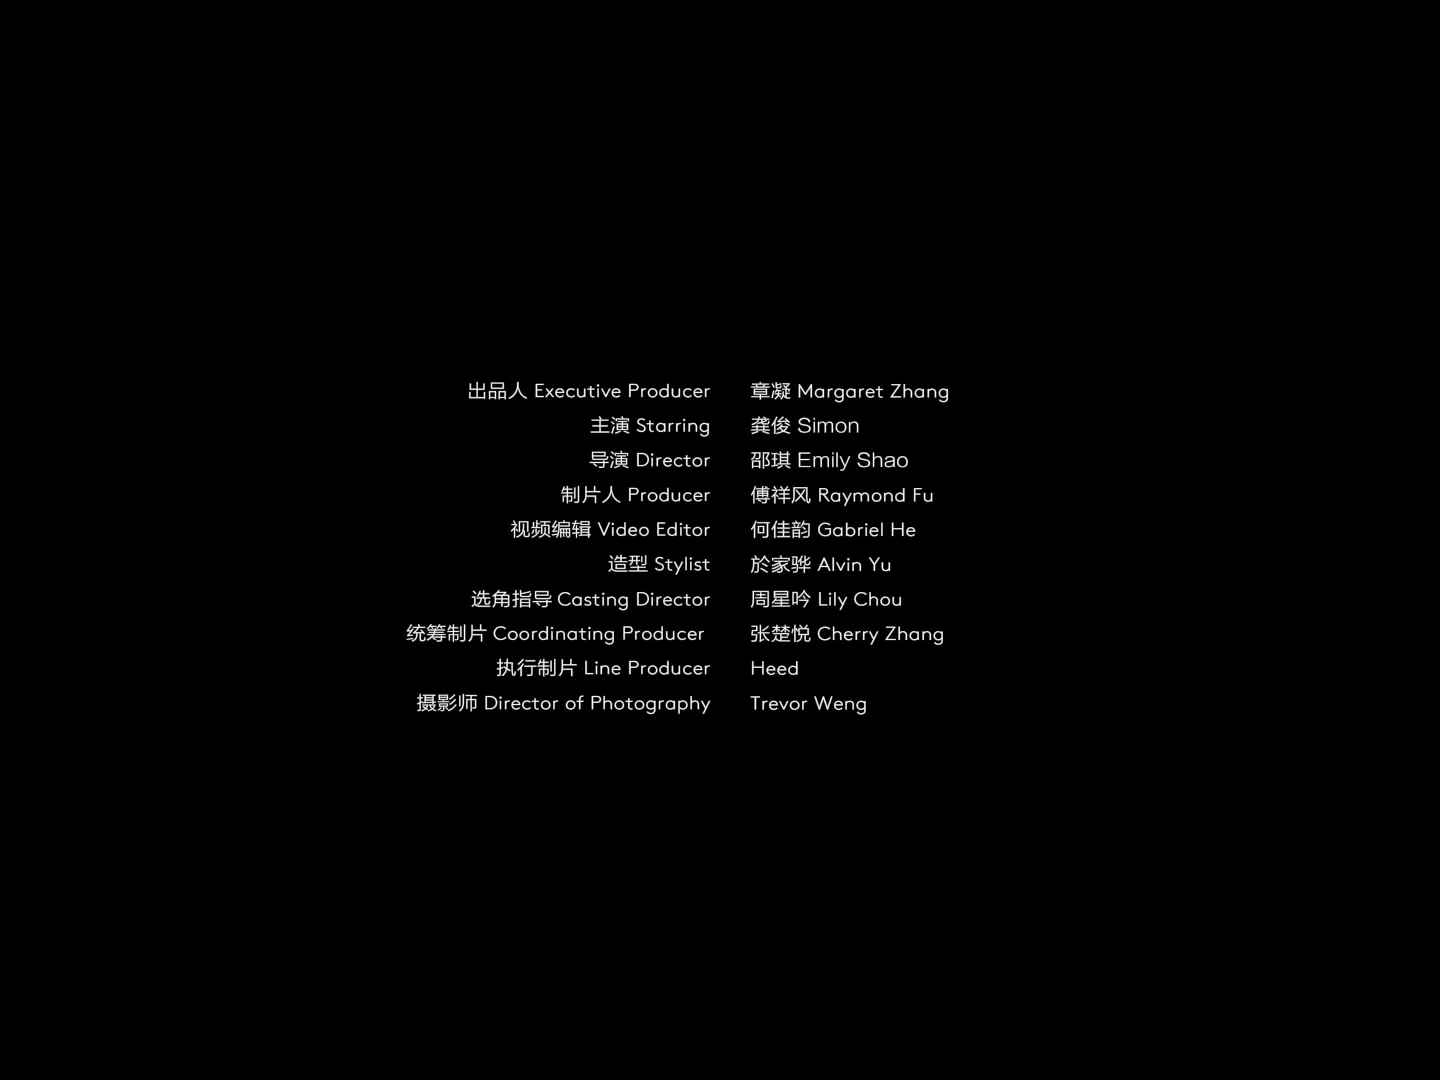 出品人 Executive Producer 章凝 Margaret Zhang
主演 Starring 龚俊 Simon
导演 Director 邵琪 Emily Shao
制片人 Producer 傅祥风 Raymond Fu
视频编辑 Video Editor 何佳韵 Gabriel He
造型 Stylist 於家骅 Alvin Yu
选角指导 Casting Director 周星吟 Lily Chou
统筹制片 Coordinating Producer 张楚悦 Cherry Zhang
执行制片 Line Producer Heed
摄影师 Director of Photography Trevor Weng